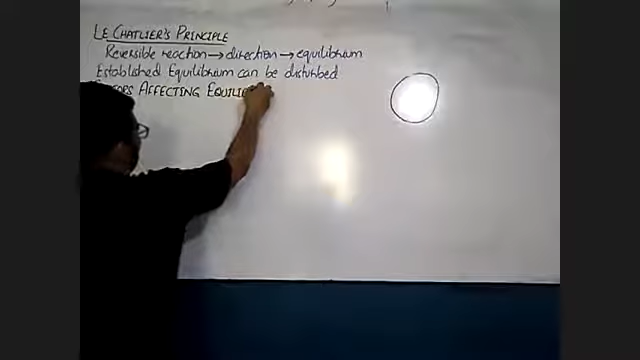 LE CHATLIER'S PRINCIPLE
Reversible reaction → direction → equilibrium
Established Equilibrium can be disturbed
AFFECTING